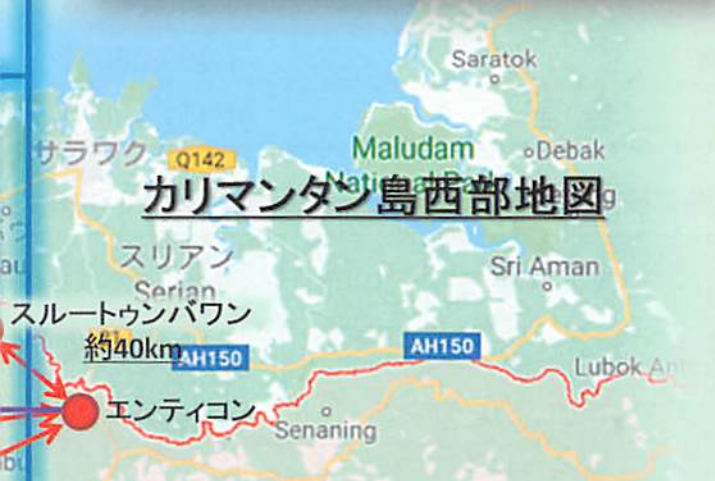 Saratok
サラワク
Q142
Maludam
Debak
カリマンタン島西部地図
スリアン
Serian
Sri Aman
スルートゥンバワン
約40km
AH150
AH150
Lubok
エンティコン
Senaning